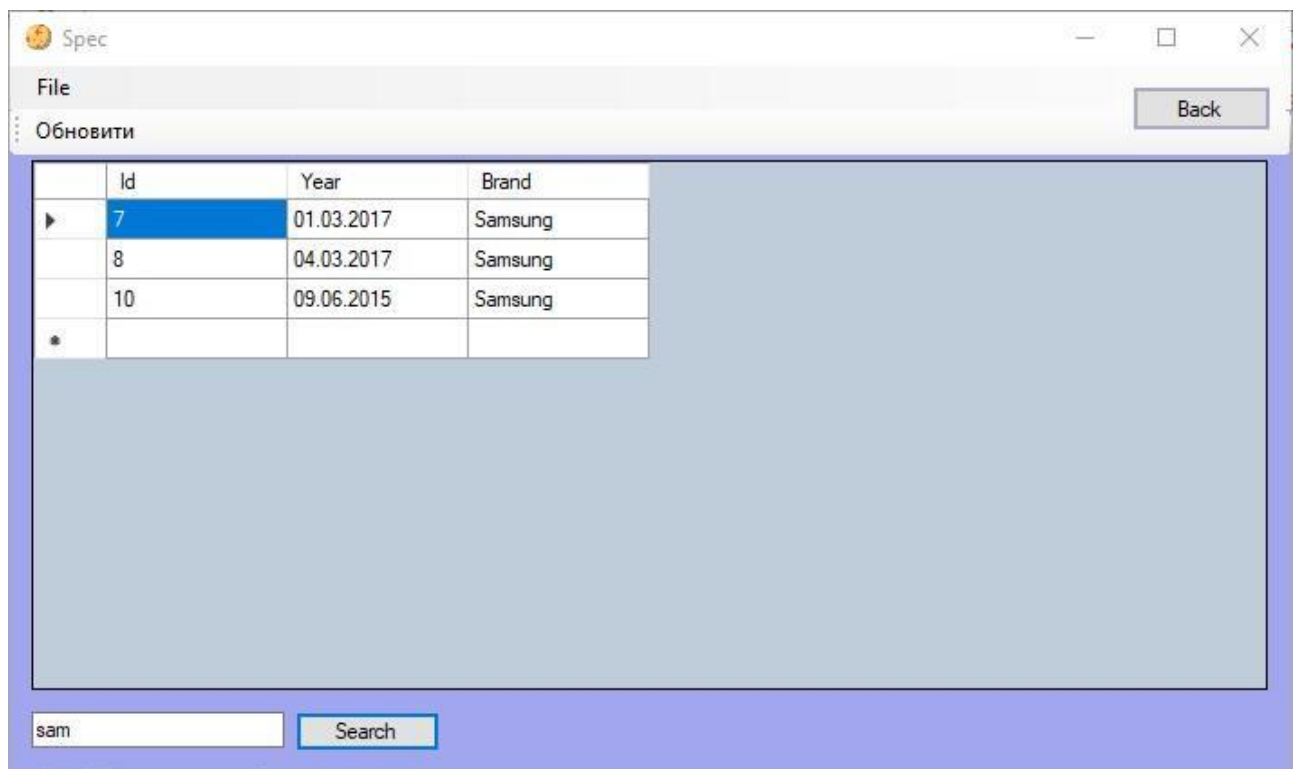 Spec
File
Back
Обновити
Id Year Brand
7 01.03.2017 Samsung
8 04.03.2017 Samsung
10 09.06.2015 Samsung
sam Search